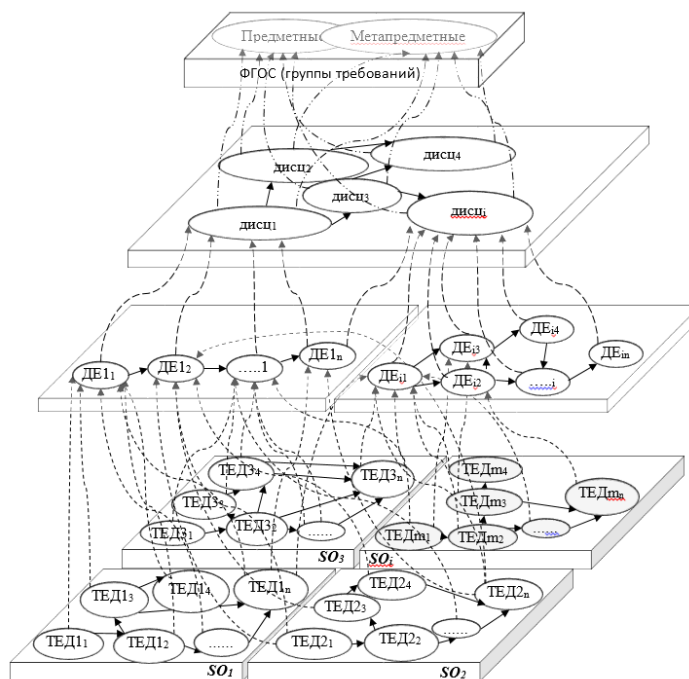 Предметные Метапредметные
ФГОС (группы требований)
дисц2 дисц4
дисц3
дисц1 дисцi
ДЕ11 ДЕ12 ......1 ДЕ1n
ДЕi1 ДЕi2 ДЕi3 ДЕi4 ......i ДЕin
ТЕД31 ТЕД32 ТЕД33 ТЕД34 ...... ТЕД3n
SO3
ТЕДm1 ТЕДm2 ТЕДm3 ТЕДm4 ...... ТЕДmn
SOi
ТЕД11 ТЕД12 ТЕД13 ТЕД14 ...... ТЕД1n
SO1
ТЕД21 ТЕД22 ТЕД23 ТЕД24 ...... ТЕД2n
SO2